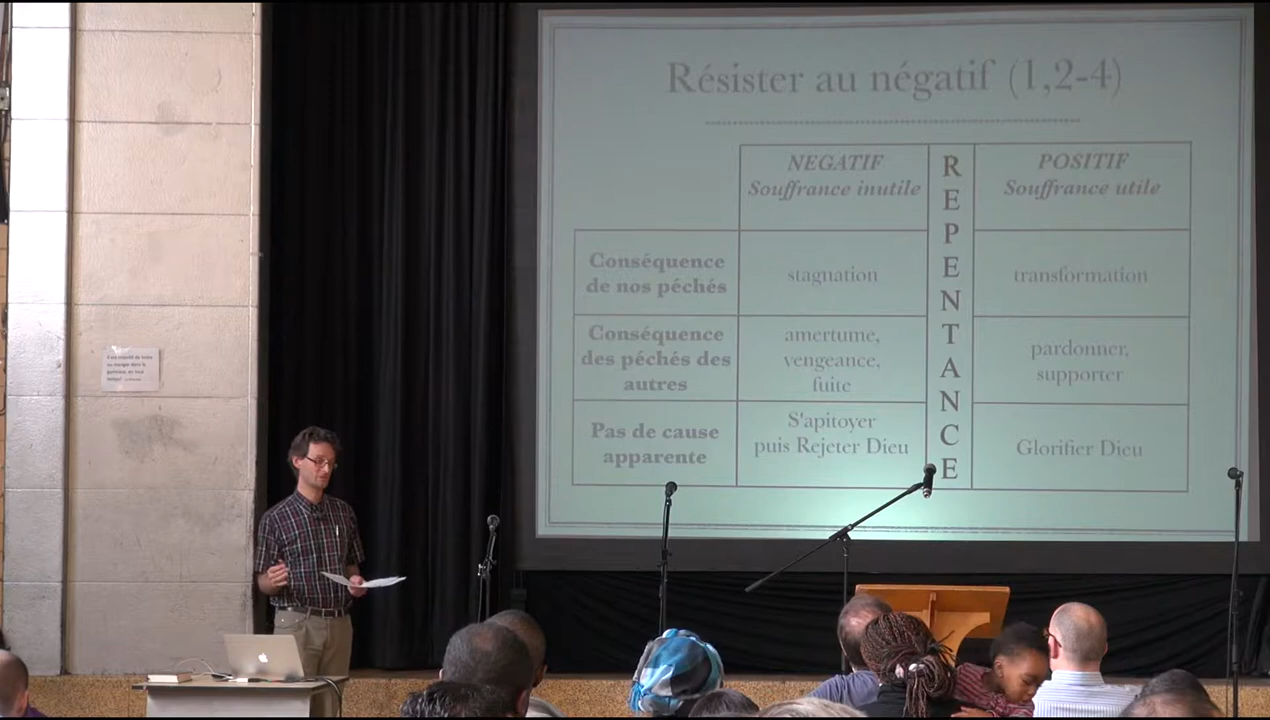 Résister au négatif (1,2-4)
NEGATIF
Souffrance inutile
REPENTANCE
POSITIF
Souffrance utile
Conséquence
de nos péchés
stagnation
transformation
Conséquence
des péchés des
autres
amertume,
vengeance,
fuite
pardonner,
supporter
Pas de cause
apparente
S'apitoyer
puis Rejeter Dieu
Glorifier Dieu